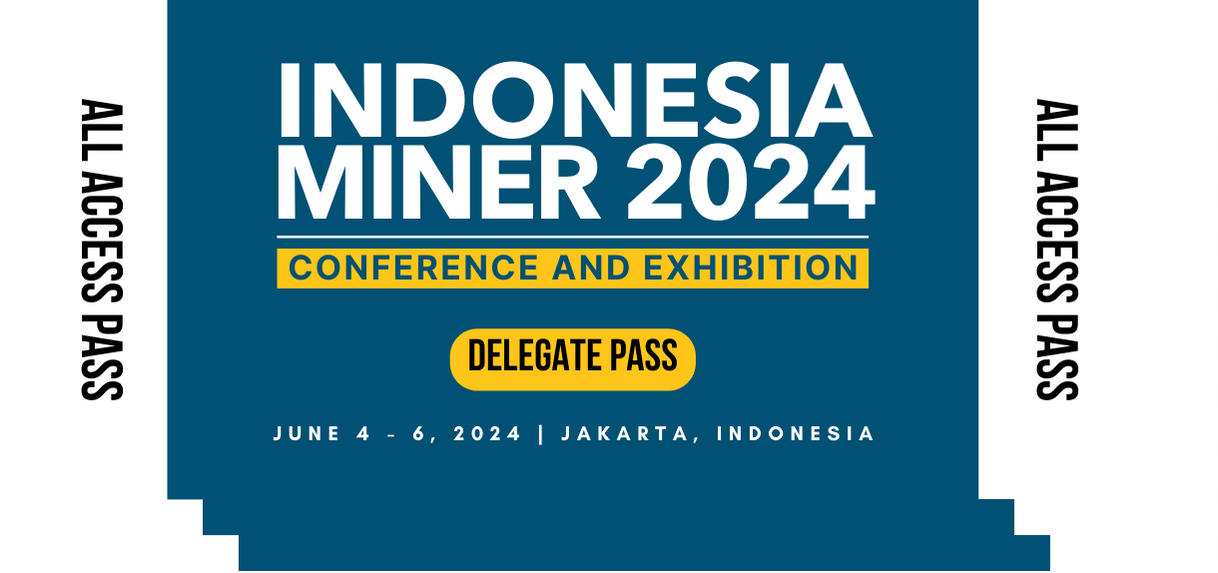 ALL ACCESS PASS
INDONESIA
MINER 2024
CONFERENCE AND EXHIBITION
DELEGATE PASS
JUNE 4 - 6, 2024 | JAKARTA, INDONESIA
ALL ACCESS PASS